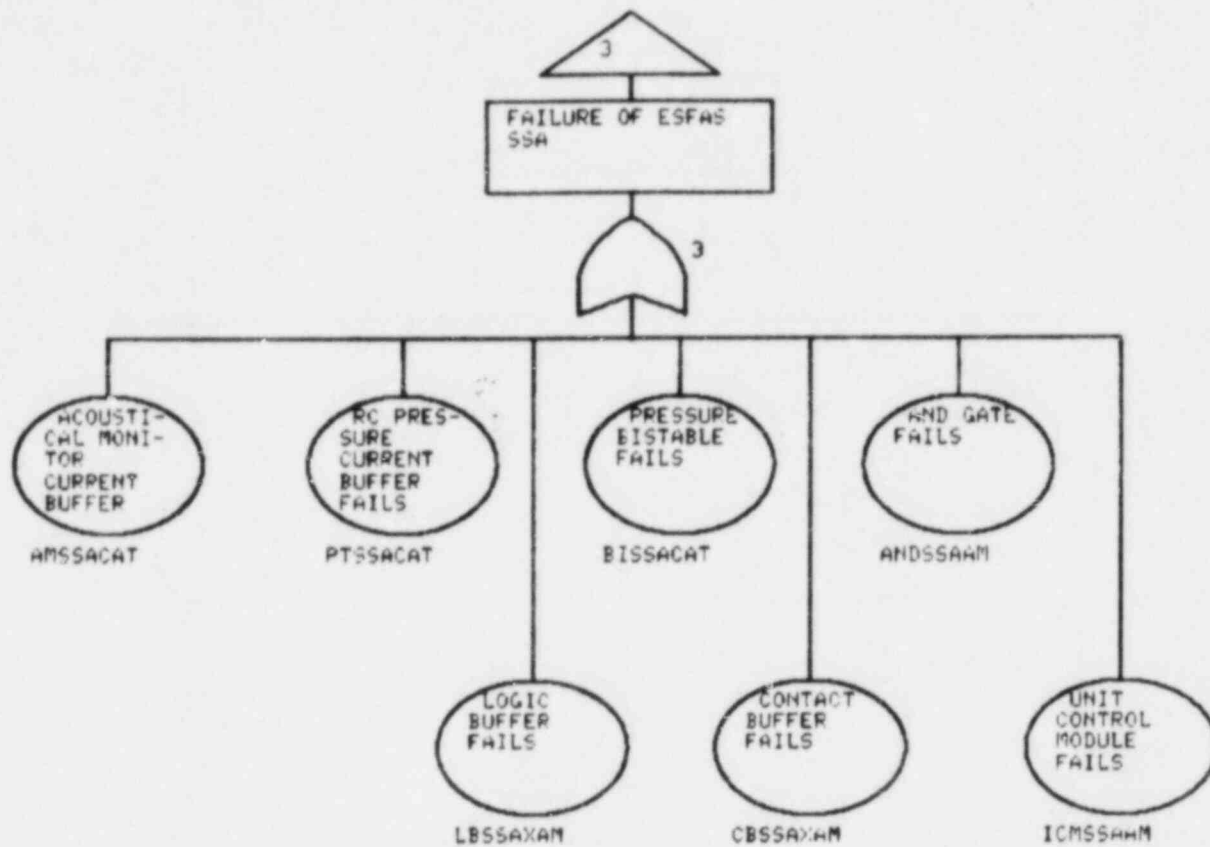 3
FAILURE OF ESFAS
SSA
3
ACOUSTI-
CAL MONI-
TOR
CURRENT
BUFFER
AMSSACAT
RC PRES-
SURE
CURRENT
BUFFER
FAILS
PTSSACAT
PRESSURE
BISTABLE
FAILS
BISSACAT
AND GATE
FAILS
ANDSSAAM
LOGIC
BUFFER
FAILS
LBSSAXAM
CONTACT
BUFFER
FAILS
CBSSAXAM
UNIT
CONTROL
MODULE
FAILS
ICMSSAAM